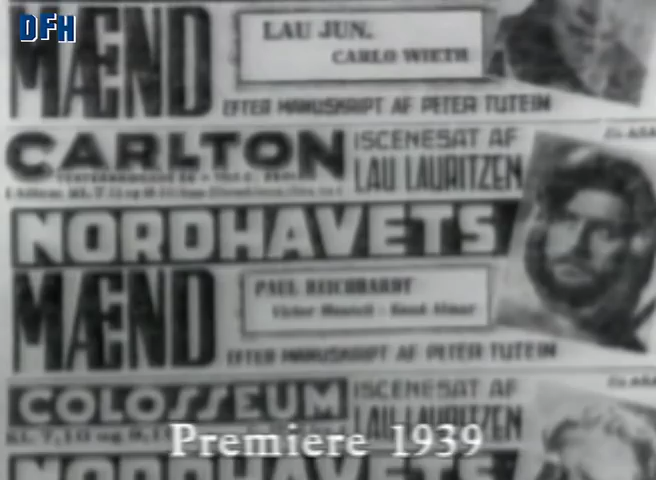 DFH
MÆND
LAU JUN.
CARLO WIETH
EFTER MANUSKRIPT AF PETER TUTEIN
CARLTON
ISCENESAT AF
LAU LAURITZEN
NORDHAVETS
MÆND
PAUL REICHHARDT
EFTER MANUSKRIPT AF PETER TUTEIN
COLOSSEUM
ISCENESAT AF
LAU LAURITZEN
Premiere 1939
NORDHAVETS